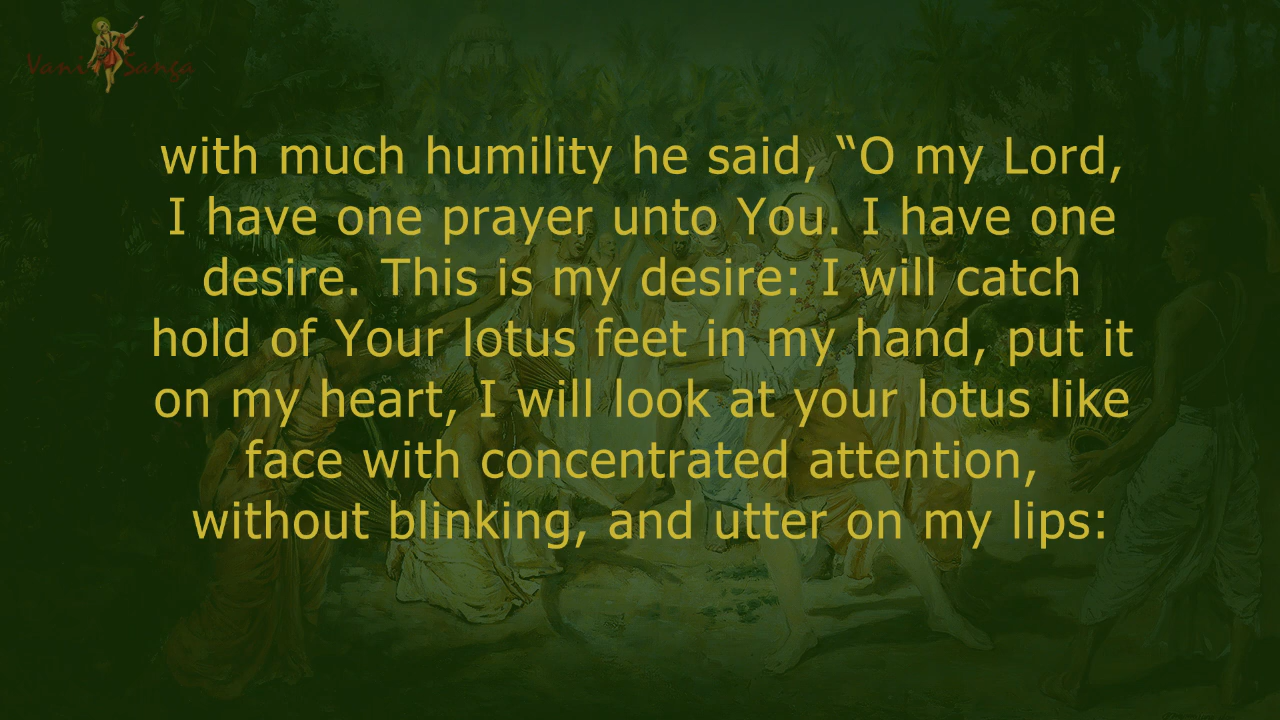 Vani Sanga
with much humility he said, “O my Lord,
I have one prayer unto You. I have one
desire. This is my desire: I will catch
hold of Your lotus feet in my hand, put it
on my heart, I will look at your lotus like
face with concentrated attention,
without blinking, and utter on my lips: